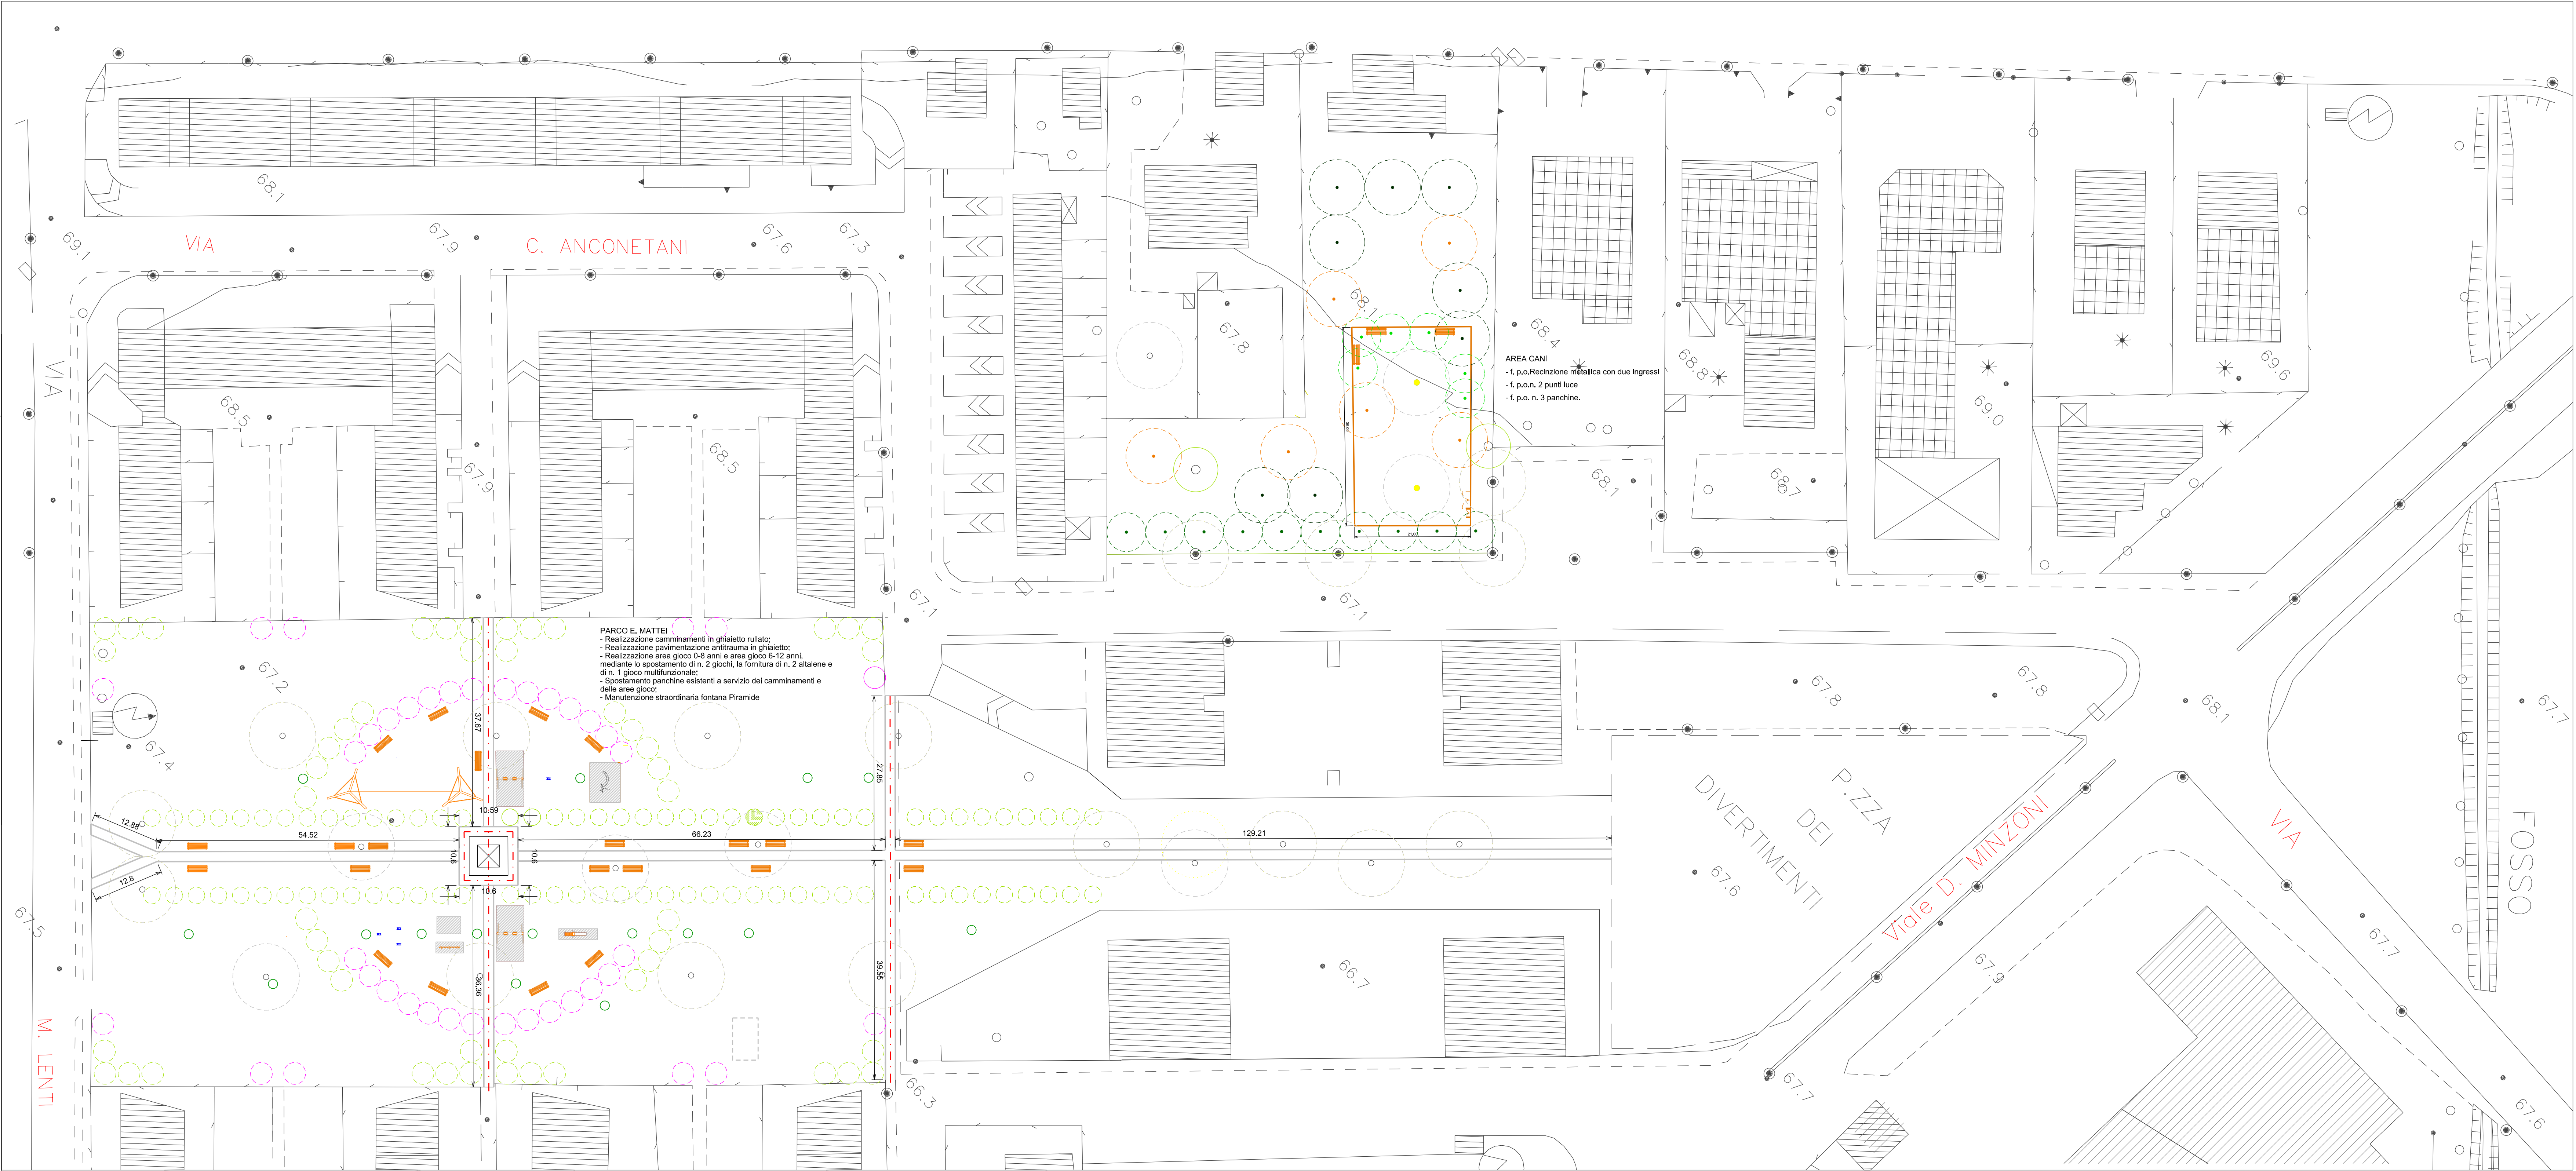 68.1
VIA
C. ANCONETANI
69.1
67.9
67.6
67.3
VIA
68.5
67.9
68.5
67.8
68.1
68.4
AREA CANI
- f. p.o.Recinzione metallica con due ingressi
- f. p.o.n. 2 punti luce
- f. p.o. n. 3 panchine.
68.8
69.0
69.6
68.1
68.7
67.1
67.1
PARCO E. MATTEI
- Realizzazione camminamenti in ghiaietto rullato;
- Realizzazione pavimentazione antitrauma in ghiaietto;
- Realizzazione area gioco 0-8 anni e area gioco 6-12 anni,
mediante lo spostamento di n. 2 giochi, la fornitura di n. 2 altalene e
di n. 1 gioco multifunzionale;
- Spostamento panchine esistenti a servizio dei camminamenti e
delle aree gioco;
- Manutenzione straordinaria fontana Piramide
67.2
67.4
37,67
27.85
10.59
12.88
54,52
66,23
129.21
10.6
10.6
12.8
10.6
36,36
39,55
67.5
M. LENTI
67.8
67.8
68.1
67.7
P.ZZA
DEI
DIVERTIMENTI
67.6
Viale D. MINZONI
VIA
FOSSO
66.7
67.9
67.7
66.3
67.7
67.6